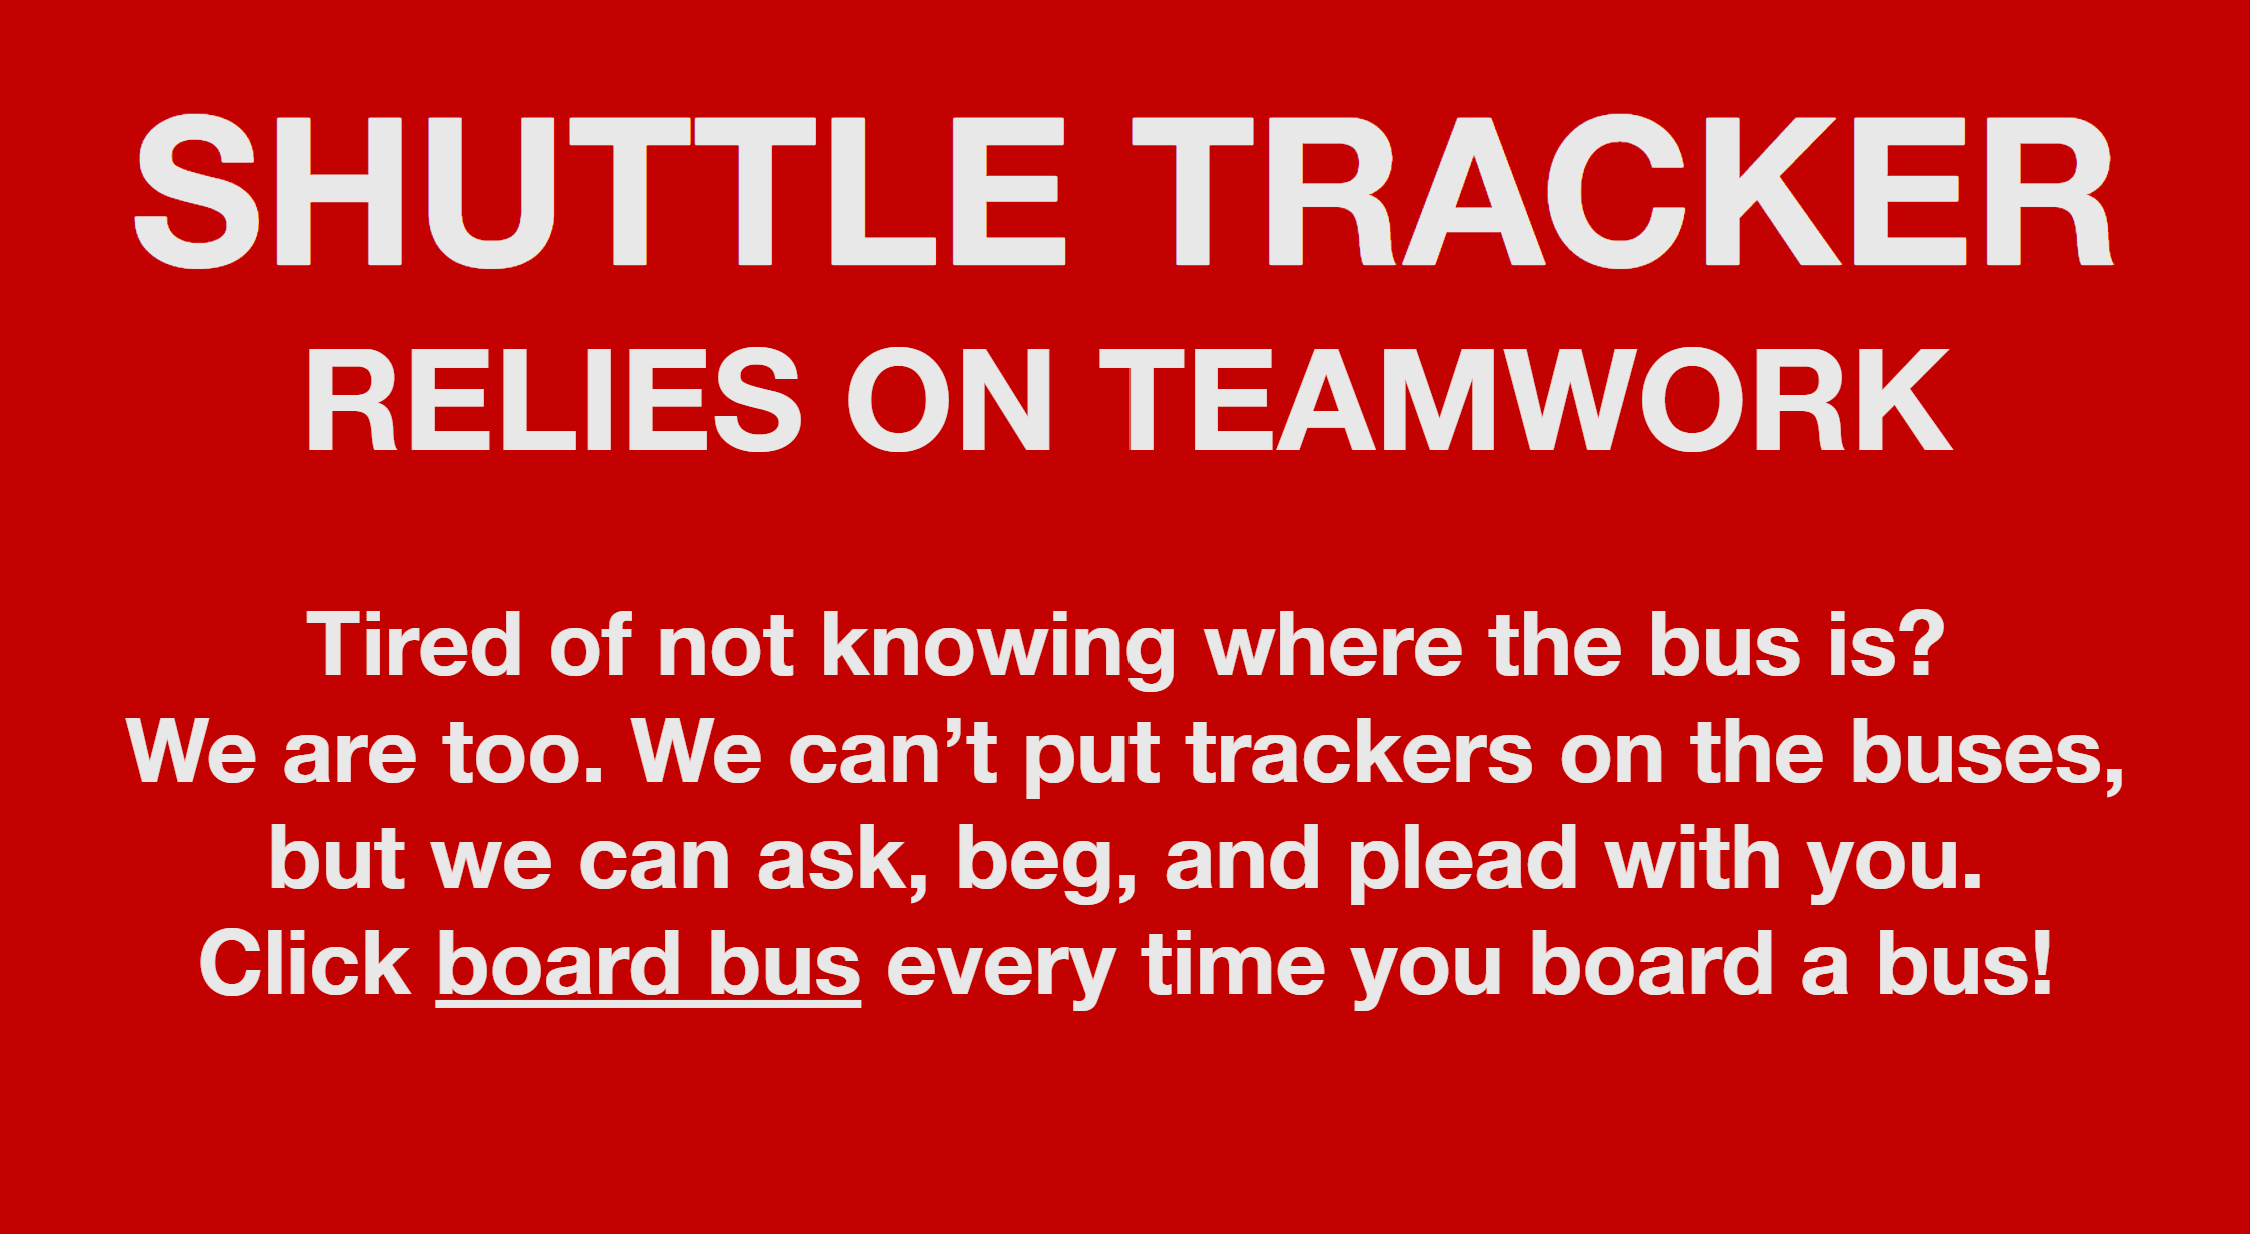 SHUTTLE TRACKER
RELIES ON TEAMWORK
Tired of not knowing where the bus is?
We are too. We can’t put trackers on the buses,
but we can ask, beg, and plead with you.
Click board bus every time you board a bus!